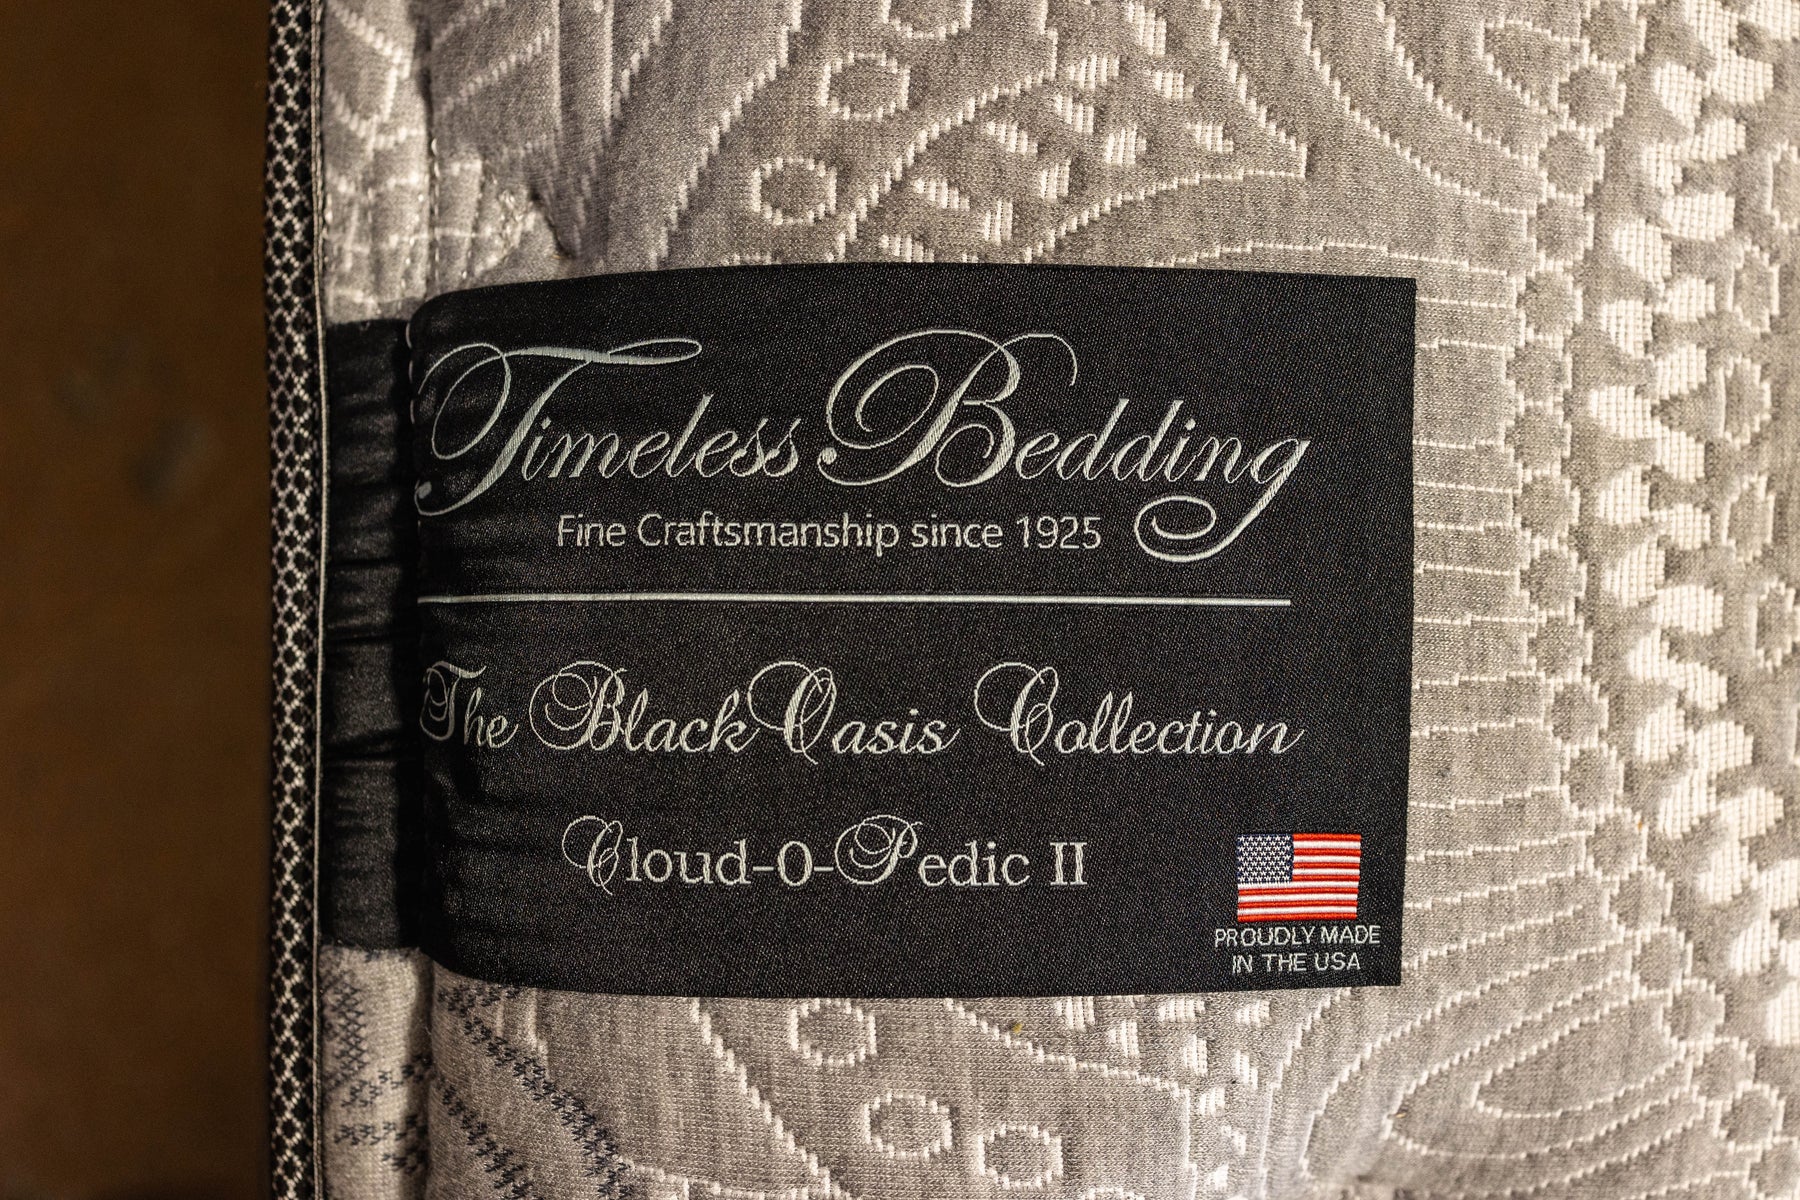 Timeless Bedding
Fine Craftsmanship since 1925
The Black Oasis Collection
Cloud-O-Pedic II
PROUDLY MADE
IN THE USA